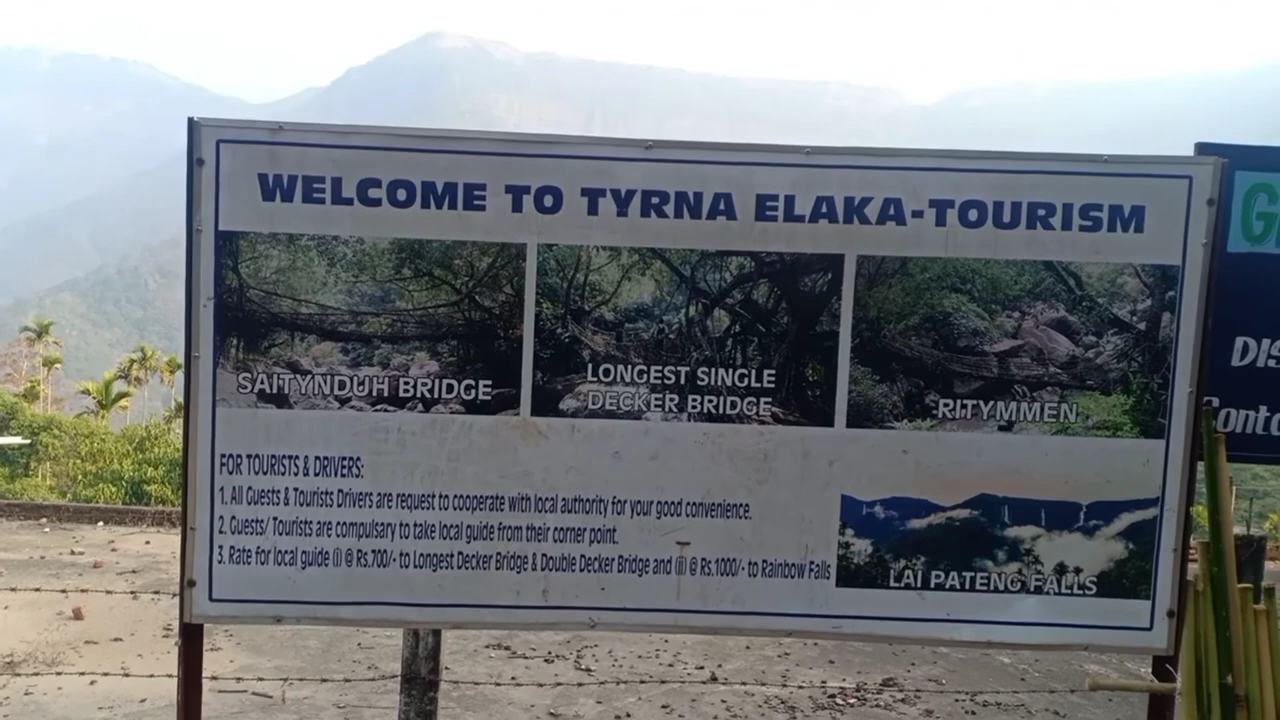 WELCOME TO TYRNA ELAKA-TOURISM
SAITYNDUH BRIDGE
LONGEST SINGLE
DECKER BRIDGE
RITYMMEN
FOR TOURISTS & DRIVERS:
1. All Guests & Tourists Drivers are request to cooperate with local authority for your good convenience.
2. Guests/ Tourists are compulsary to take local guide from their corner point.
3. Rate for local guide (i) @ Rs.700/- to Longest Decker Bridge & Double Decker Bridge and (ii) @ Rs.1000/- to Rainbow Falls
LAI PATENG FALLS